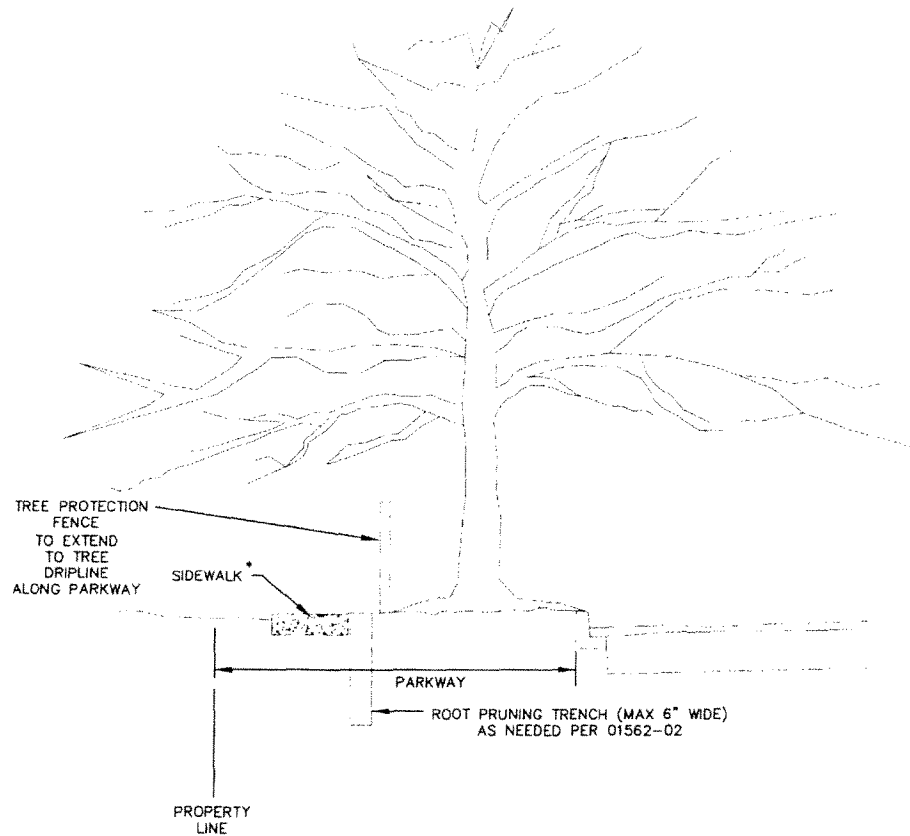 TREE PROTECTION
FENCE
TO EXTEND
TO TREE
DRIPLINE
ALONG PARKWAY
SIDEWALK*
PARKWAY
ROOT PRUNING TRENCH (MAX 6" WIDE)
AS NEEDED PER 01562-02
PROPERTY
LINE